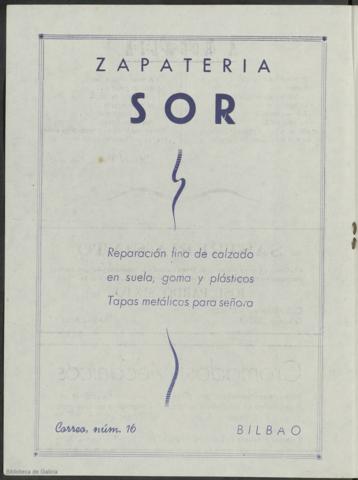 ZAPATERIA
SOR
Reparación fina de calzado
en suela, goma y plásticos
Tapas metálicas para señora
Correo, núm. 16
BILBAO
Biblioteca de Galicia